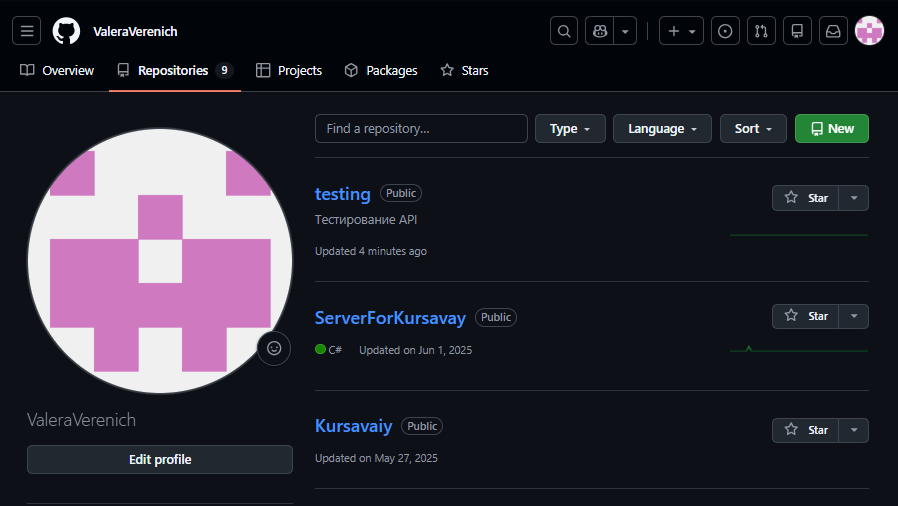 ValeraVerenich
Overview Repositories 9 Projects Packages Stars
Find a repository... Type Language Sort New
testing Public Star
Тестирование API
Updated 4 minutes ago
ServerForKursavay Public Star
C# Updated on Jun 1, 2025
Kursavaiy Public Star
Updated on May 27, 2025
ValeraVerenich
Edit profile